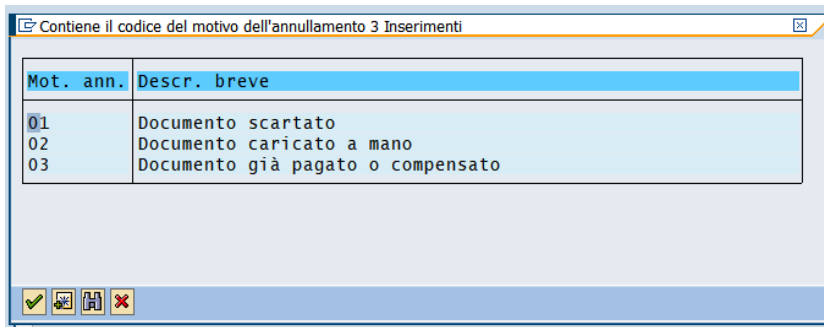 Contiene il codice del motivo dell'annullamento 3 Inserimenti
Mot. ann. Descr. breve
01 Documento scartato
02 Documento caricato a mano
03 Documento già pagato o compensato